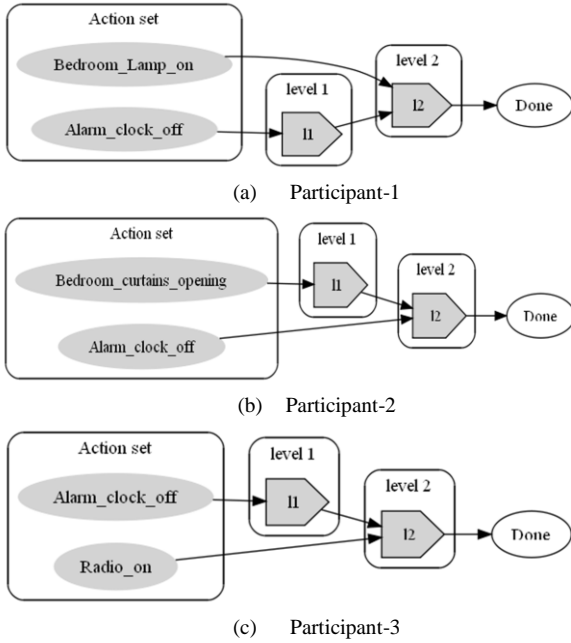 Action set
Bedroom_Lamp_on
Alarm_clock_off
level 1
l1
level 2
l2
Done
(a) Participant-1
Action set
Bedroom_curtains_opening
Alarm_clock_off
level 1
l1
level 2
l2
Done
(b) Participant-2
Action set
Alarm_clock_off
Radio_on
level 1
l1
level 2
l2
Done
(c) Participant-3